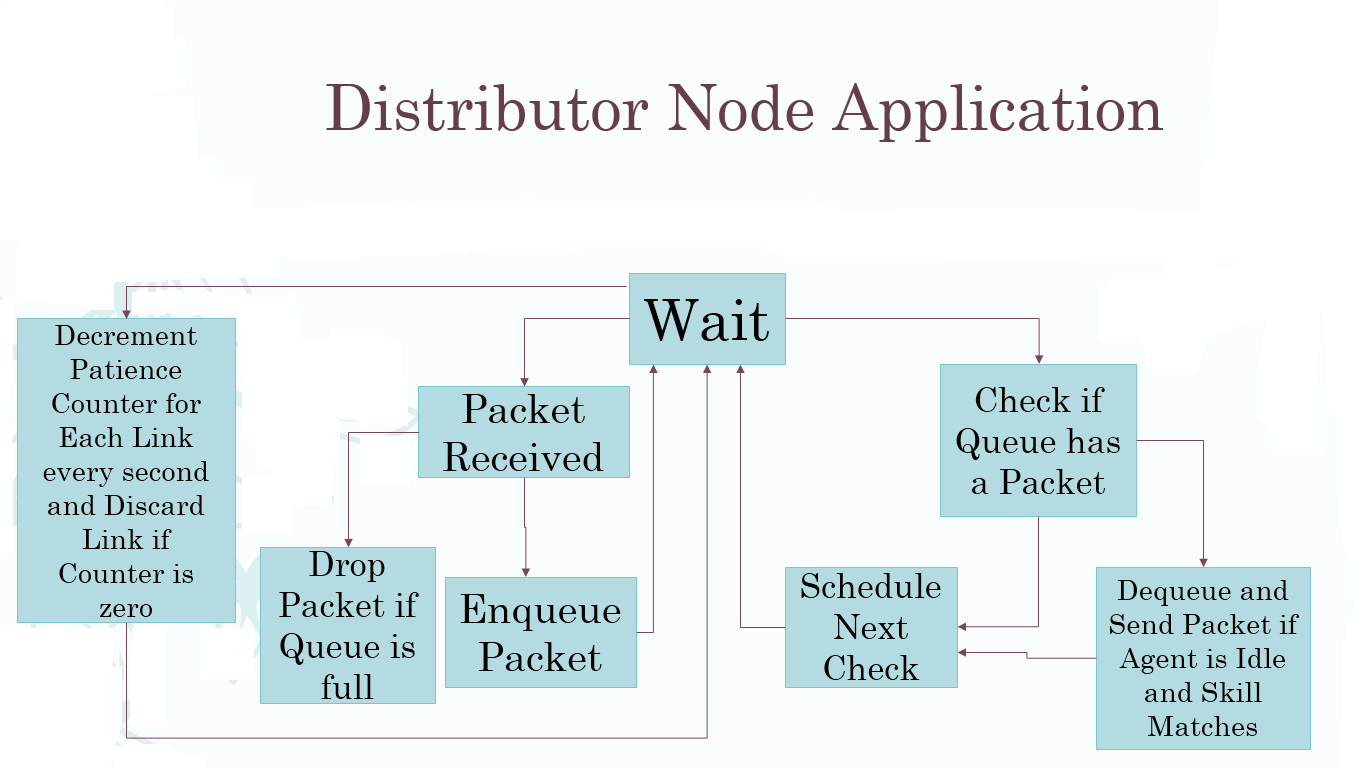 Distributor Node Application
Wait
Decrement
Patience
Counter for
Each Link
every second
and Discard
Link if
Counter is
zero
Packet
Received
Drop
Packet if
Queue is
full
Enqueue
Packet
Check if
Queue has
a Packet
Schedule
Next
Check
Dequeue and
Send Packet if
Agent is Idle
and Skill
Matches